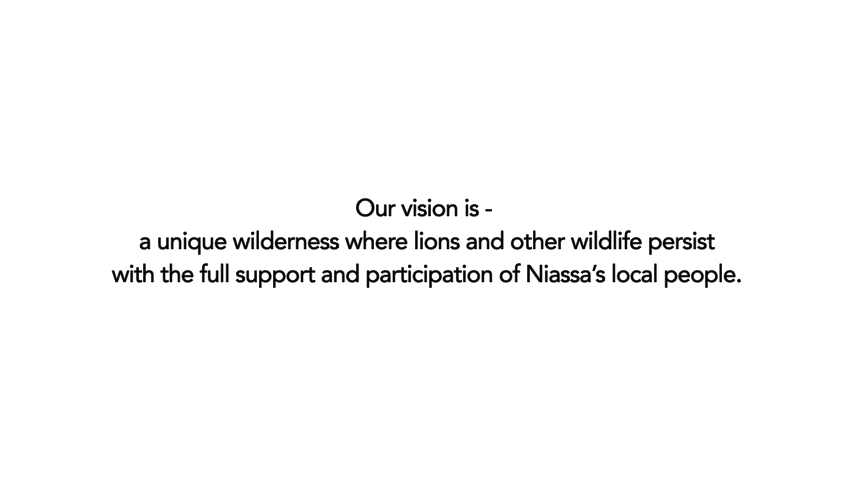 Our vision is -
a unique wilderness where lions and other wildlife persist
with the full support and participation of Niassa’s local people.